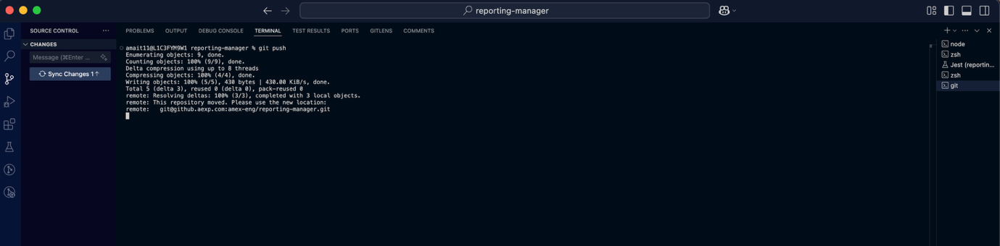 reporting-manager
SOURCE CONTROL
CHANGES
Message (⌘Enter ...
Sync Changes 1↑
PROBLEMS OUTPUT DEBUG CONSOLE TERMINAL TEST RESULTS PORTS GITLENS COMMENTS
amait11@L1C3FYM9W1 reporting-manager % git push
Enumerating objects: 9, done.
Counting objects: 100% (9/9), done.
Delta compression using up to 8 threads
Compressing objects: 100% (4/4), done.
Writing objects: 100% (5/5), 430 bytes | 430.00 KiB/s, done.
Total 5 (delta 3), reused 0 (delta 0), pack-reused 0
remote: Resolving deltas: 100% (3/3), completed with 3 local objects.
remote: This repository moved. Please use the new location:
remote:   git@github.aexp.com:amex-eng/reporting-manager.git
node
zsh
Jest (reportin...
zsh
git